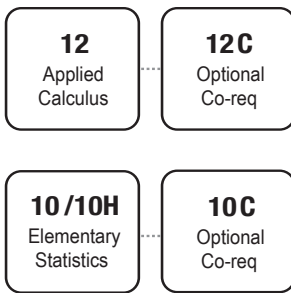 12
Applied
Calculus
12C
Optional
Co-req
10/10H
Elementary
Statistics
10C
Optional
Co-req